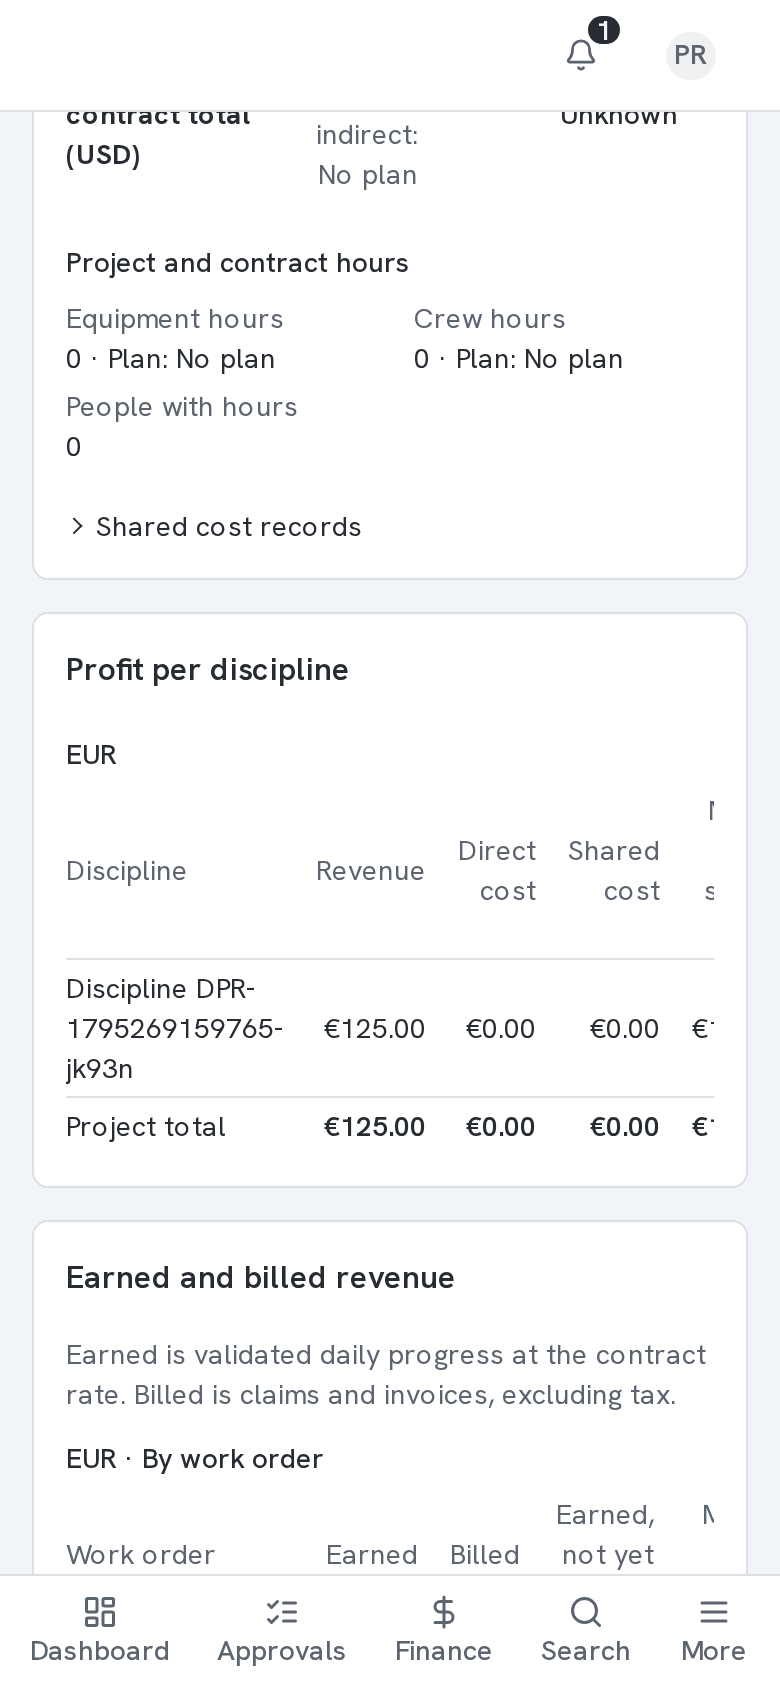 1
PR
contract total
(USD)
indirect:
No plan
Unknown
Project and contract hours
Equipment hours
0 · Plan: No plan
Crew hours
0 · Plan: No plan
People with hours
0
Shared cost records
Profit per discipline
EUR
Discipline
Revenue
Direct
cost
Shared
cost
Discipline DPR-
1795269159765-
jk93n
€125.00
€0.00
€0.00
Project total
€125.00
€0.00
€0.00
Earned and billed revenue
Earned is validated daily progress at the contract
rate. Billed is claims and invoices, excluding tax.
EUR · By work order
Work order
Earned
Billed
Earned,
not yet
Dashboard
Approvals
Finance
Search
More